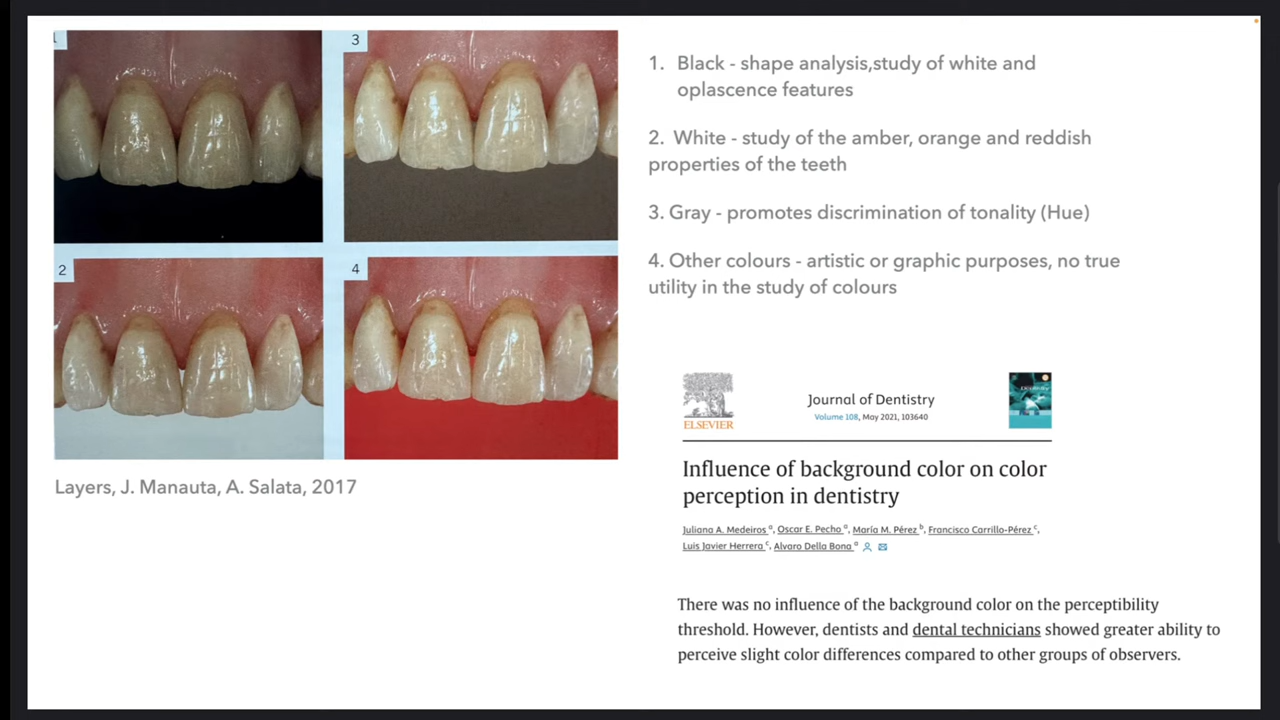 1
3
2
4
Layers, J. Manauta, A. Salata, 2017
1. Black - shape analysis,study of white and
oplascence features
2. White - study of the amber, orange and reddish
properties of the teeth
3. Gray - promotes discrimination of tonality (Hue)
4. Other colours - artistic or graphic purposes, no true
utility in the study of colours
ELSEVIER
Journal of Dentistry
Volume 108, May 2021, 103640
Influence of background color on color
perception in dentistry
Juliana A. Medeiros a, Oscar E. Pecho a, María M. Pérez b, Francisco Carrillo-Pérez c,
Luis Javier Herrera c, Alvaro Della Bona a
There was no influence of the background color on the perceptibility
threshold. However, dentists and dental technicians showed greater ability to
perceive slight color differences compared to other groups of observers.